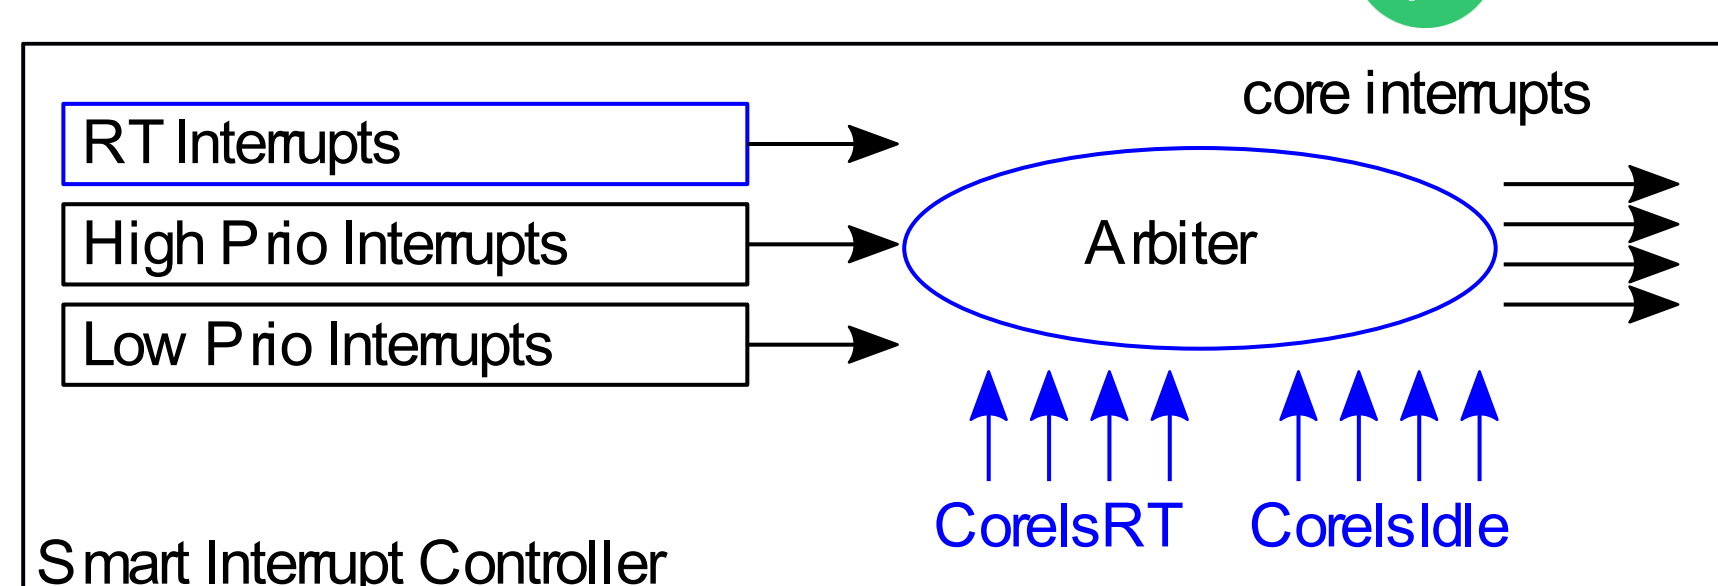 core interrupts
RT Interrupts
High Prio Interrupts
Arbiter
Low Prio Interrupts
CoreIsRT
CoreIsIdle
Smart Interrupt Controller